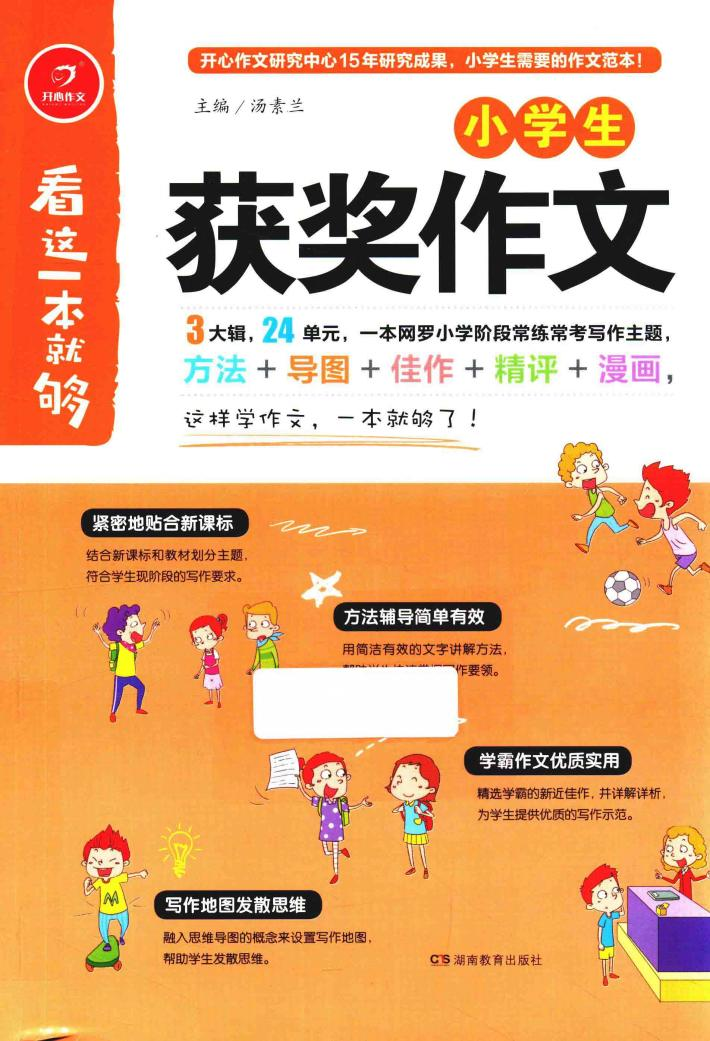 开心作文研究中心15年研究成果，小学生需要的作文范本！
开心作文
主编／汤素兰
小学生
获奖作文
看这一本就够
3大辑，24单元，一本网罗小学阶段常练常考写作主题，
方法＋导图＋佳作＋精评＋漫画，
这样学作文，一本就够了！
紧密地贴合新课标
结合新课标和教材划分主题，
符合学生现阶段的写作要求。
方法辅导简单有效
用简洁有效的文字讲解方法，
作要领。
学霸作文优质实用
精选学霸的新近佳作，并详解详析，
为学生提供优质的写作示范。
写作地图发散思维
融入思维导图的概念来设置写作地图，
帮助学生发散思维。
湖南教育出版社